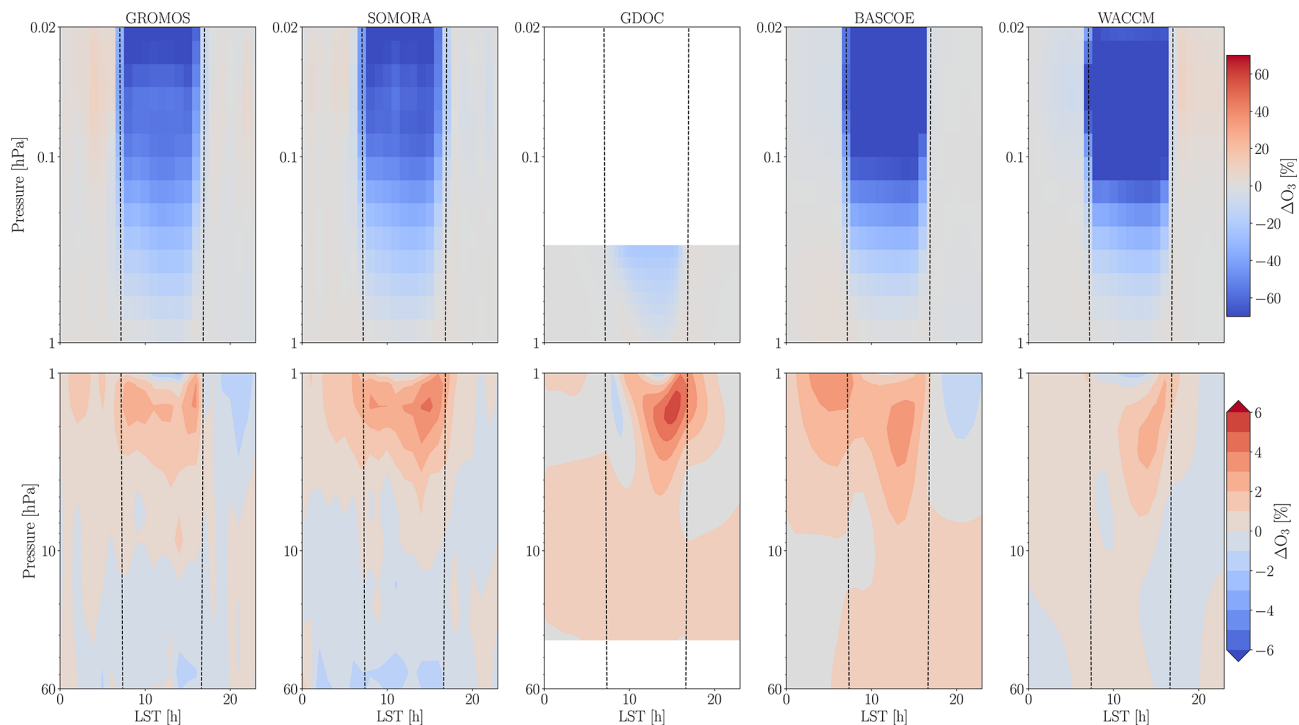 GROMOS SOMORA GDOC BASCOE WACCM
0.02 0.02 0.02 0.02 0.02
60
40
20
0
−20
−40
−60
ΔO₃ [%]
Pressure [hPa]
0.1 0.1 0.1 0.1 0.1
1 1 1 1 1
1 1 1 1 1
6
4
2
0
−2
−4
−6
ΔO₃ [%]
Pressure [hPa]
10 10 10 10 10
60 60 60 60 60
0 10 20 0 10 20 0 10 20 0 10 20 0 10 20
LST [h] LST [h] LST [h] LST [h] LST [h]